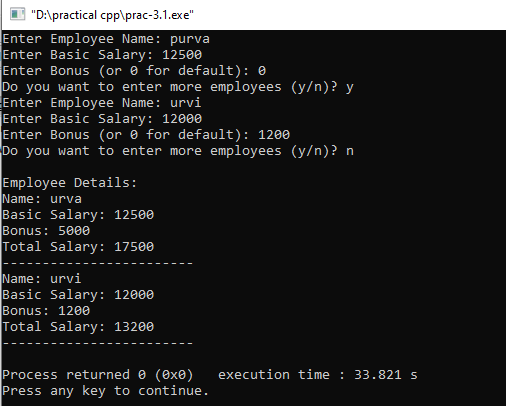 "D:\practical cpp\prac-3.1.exe"
Enter Employee Name: purva
Enter Basic Salary: 12500
Enter Bonus (or 0 for default): 0
Do you want to enter more employees (y/n)? y
Enter Employee Name: urvi
Enter Basic Salary: 12000
Enter Bonus (or 0 for default): 1200
Do you want to enter more employees (y/n)? n
Employee Details:
Name: urva
Basic Salary: 12500
Bonus: 5000
Total Salary: 17500
------------------------
Name: urvi
Basic Salary: 12000
Bonus: 1200
Total Salary: 13200
------------------------
Process returned 0 (0x0)   execution time : 33.821 s
Press any key to continue.